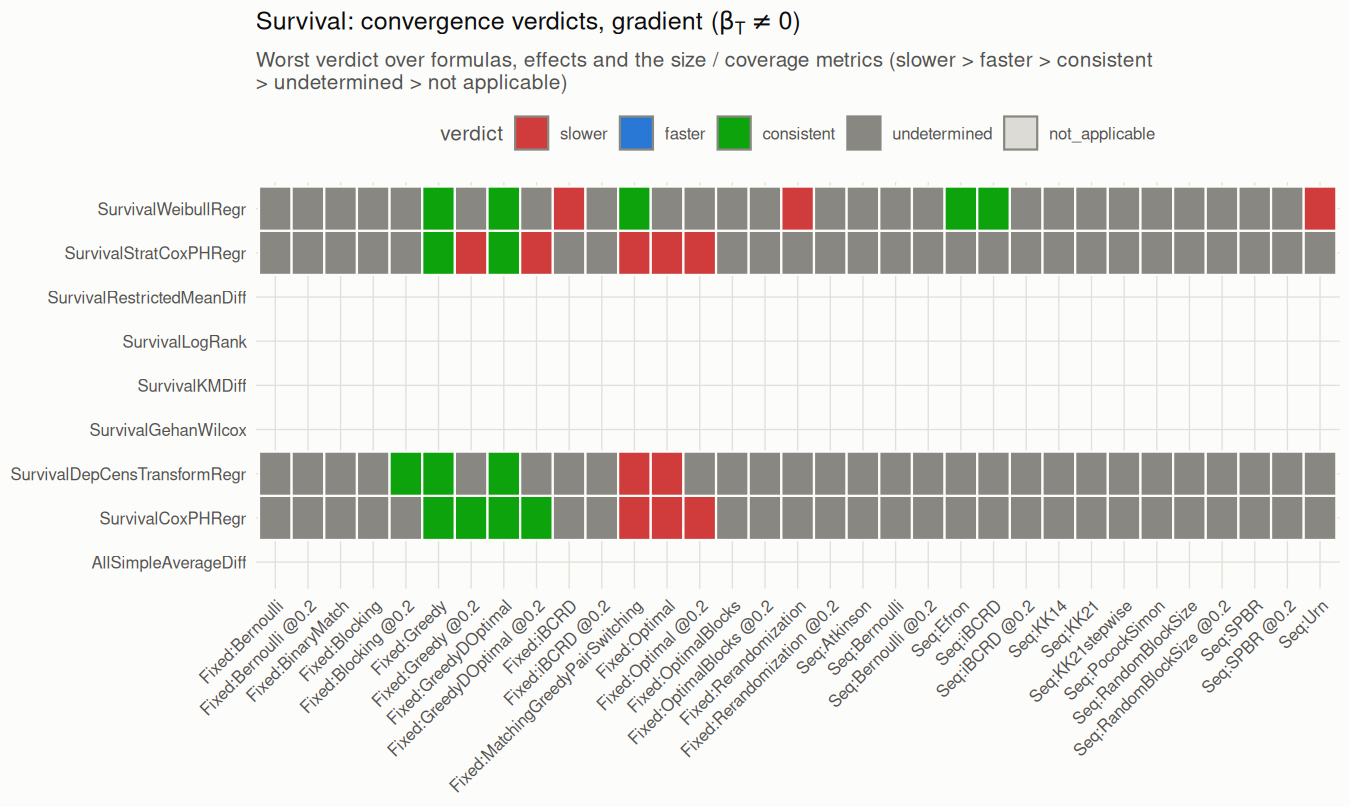 Survival: convergence verdicts, gradient (βT ≠ 0)
Worst verdict over formulas, effects and the size / coverage metrics (slower > faster > consistent
> undetermined > not applicable)
verdict slower faster consistent undetermined not_applicable
SurvivalWeibullRegr
SurvivalStratCoxPHRegr
SurvivalRestrictedMeanDiff
SurvivalLogRank
SurvivalKMDiff
SurvivalGehanWilcox
SurvivalDepCensTransformRegr
SurvivalCoxPHRegr
AllSimpleAverageDiff
Fixed:Bernoulli
Fixed:Bernoulli @0.2
Fixed:BinaryMatch
Fixed:Blocking
Fixed:Blocking @0.2
Fixed:Greedy
Fixed:Greedy @0.2
Fixed:GreedyDOptimal
Fixed:GreedyDOptimal @0.2
Fixed:iBCRD
Fixed:iBCRD @0.2
Fixed:MatchingGreedyPairSwitching
Fixed:Optimal
Fixed:Optimal @0.2
Fixed:OptimalBlocks
Fixed:OptimalBlocks @0.2
Fixed:Rerandomization
Fixed:Rerandomization @0.2
Seq:Atkinson
Seq:Bernoulli
Seq:Bernoulli @0.2
Seq:Efron
Seq:iBCRD
Seq:iBCRD @0.2
Seq:KK14
Seq:KK21
Seq:KK21stepwise
Seq:PocockSimon
Seq:RandomBlockSize
Seq:RandomBlockSize @0.2
Seq:SPBR
Seq:SPBR @0.2
Seq:Urn